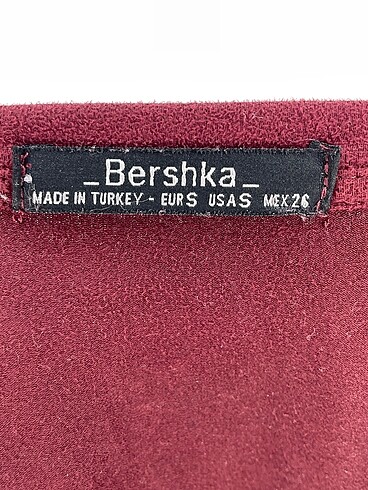 _Bershka_
MADE IN TURKEY - EUR S USA S MEX 26